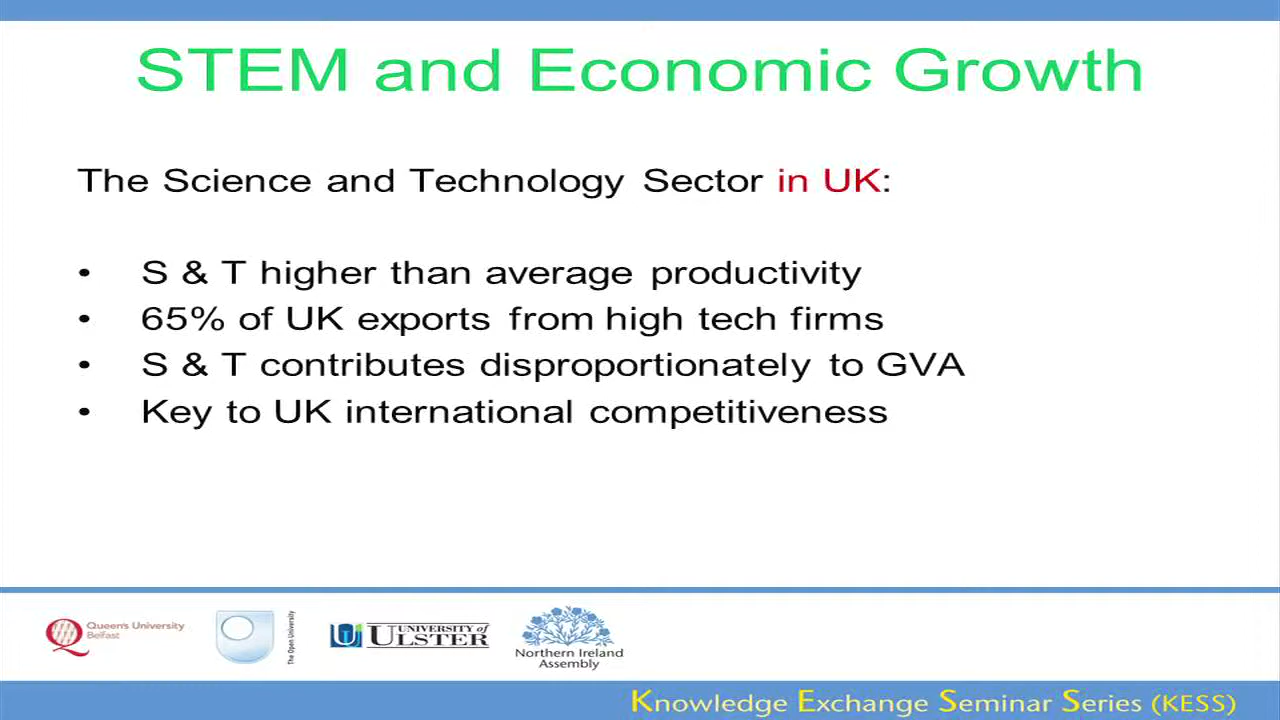 STEM and Economic Growth
The Science and Technology Sector in UK:
• S & T higher than average productivity
• 65% of UK exports from high tech firms
• S & T contributes disproportionately to GVA
• Key to UK international competitiveness
Queen's University
Belfast
The Open University
UNIVERSITY of
ULSTER
Northern Ireland
Assembly
Knowledge Exchange Seminar Series (KESS)